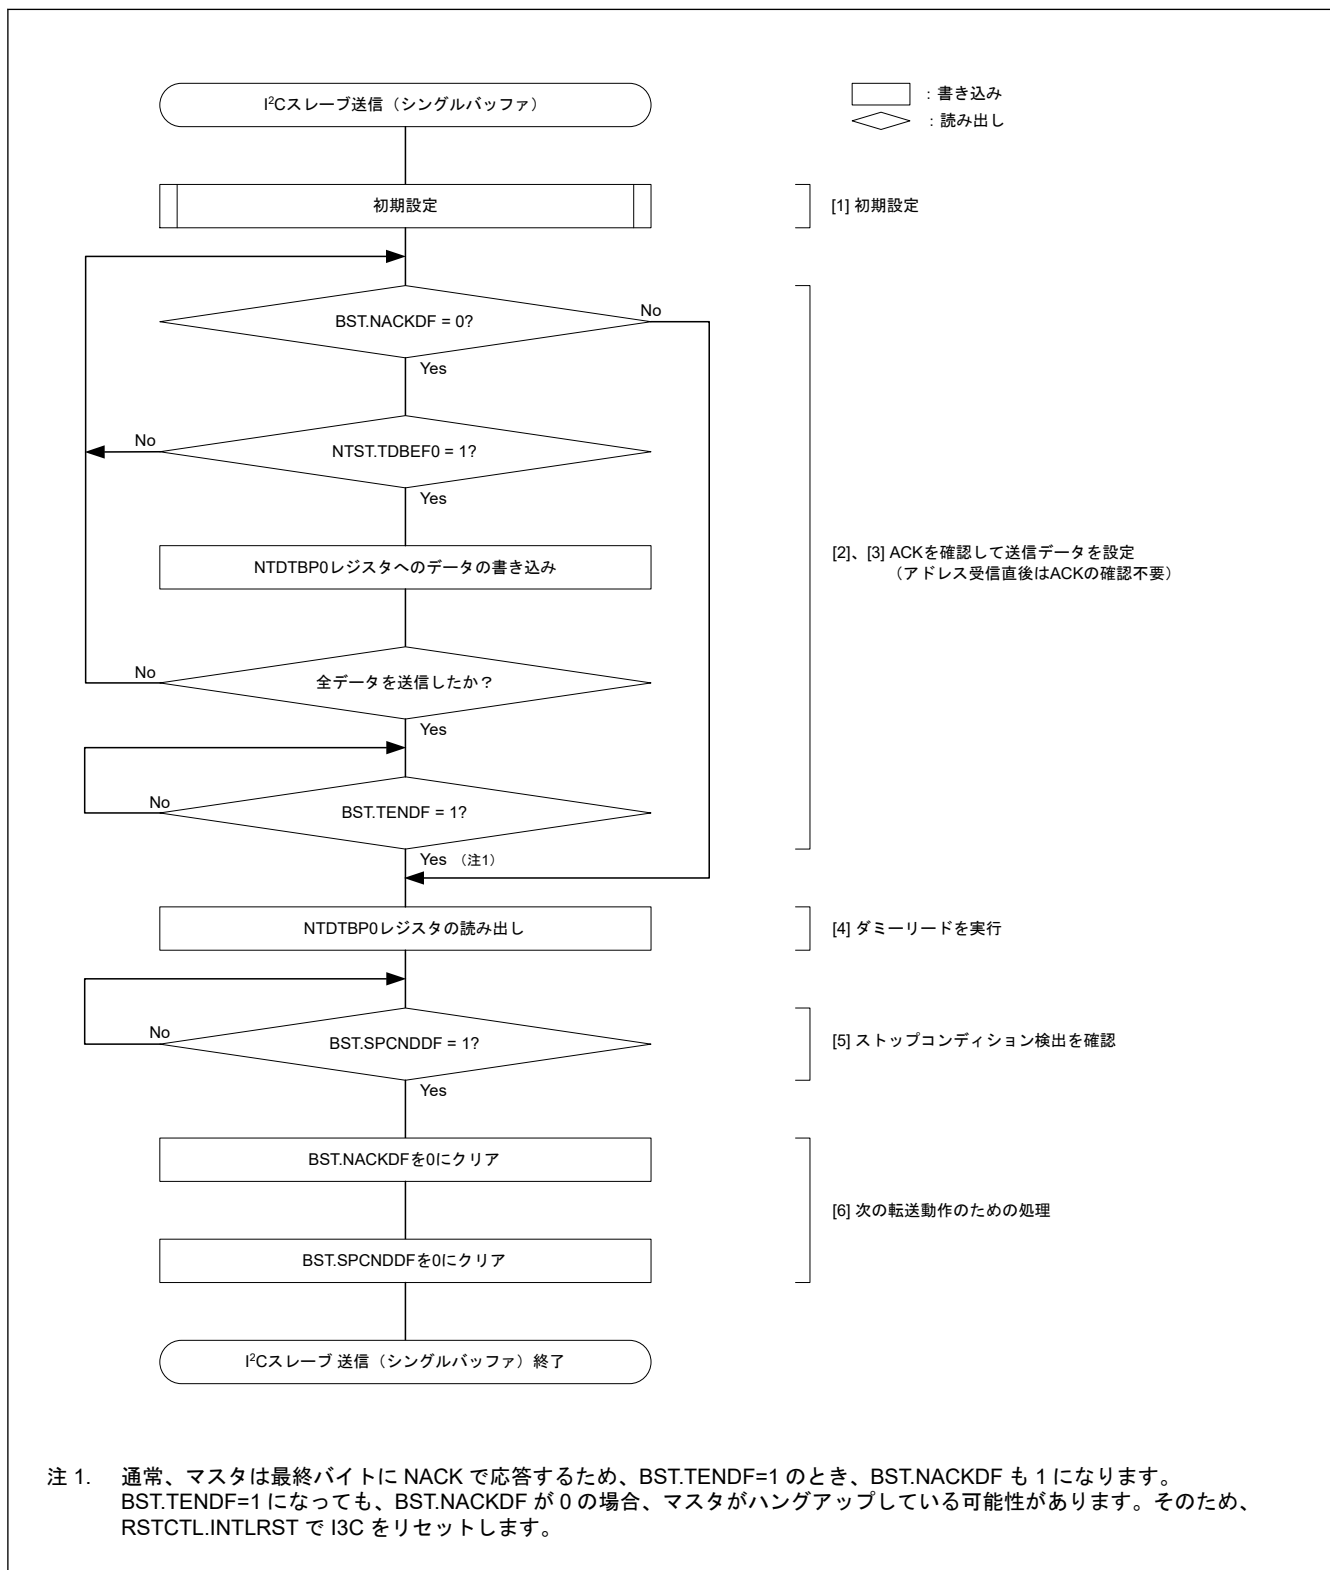 I²Cスレーブ送信（シングルバッファ）
：書き込み
：読み出し
初期設定
[1] 初期設定
BST.NACKDF = 0?
No
Yes
NTST.TDBEF0 = 1?
No
Yes
NTDTBP0レジスタへのデータの書き込み
[2]、[3] ACKを確認して送信データを設定
（アドレス受信直後はACKの確認不要）
全データを送信したか？
No
Yes
BST.TENDF = 1?
No
Yes （注1）
NTDTBP0レジスタの読み出し
[4] ダミーリードを実行
BST.SPCNDDF = 1?
No
Yes
[5] ストップコンディション検出を確認
BST.NACKDFを0にクリア
[6] 次の転送動作のための処理
BST.SPCNDDFを0にクリア
I²Cスレーブ 送信（シングルバッファ）終了
注 1. 通常、マスタは最終バイトに NACK で応答するため、BST.TENDF=1 のとき、BST.NACKDF も 1 になります。
BST.TENDF=1 になっても、BST.NACKDF が 0 の場合、マスタがハングアップしている可能性があります。そのため、
RSTCTL.INTLRST で I3C をリセットします。